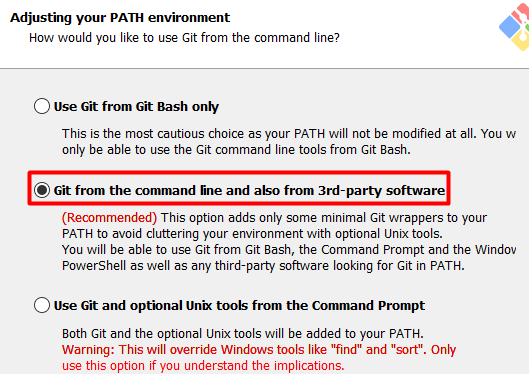 Adjusting your PATH environment
How would you like to use Git from the command line?
Use Git from Git Bash only
This is the most cautious choice as your PATH will not be modified at all. You w
only be able to use the Git command line tools from Git Bash.
Git from the command line and also from 3rd-party software
(Recommended) This option adds only some minimal Git wrappers to your
PATH to avoid cluttering your environment with optional Unix tools.
You will be able to use Git from Git Bash, the Command Prompt and the Window
PowerShell as well as any third-party software looking for Git in PATH.
Use Git and optional Unix tools from the Command Prompt
Both Git and the optional Unix tools will be added to your PATH.
Warning: This will override Windows tools like "find" and "sort". Only
use this option if you understand the implications.